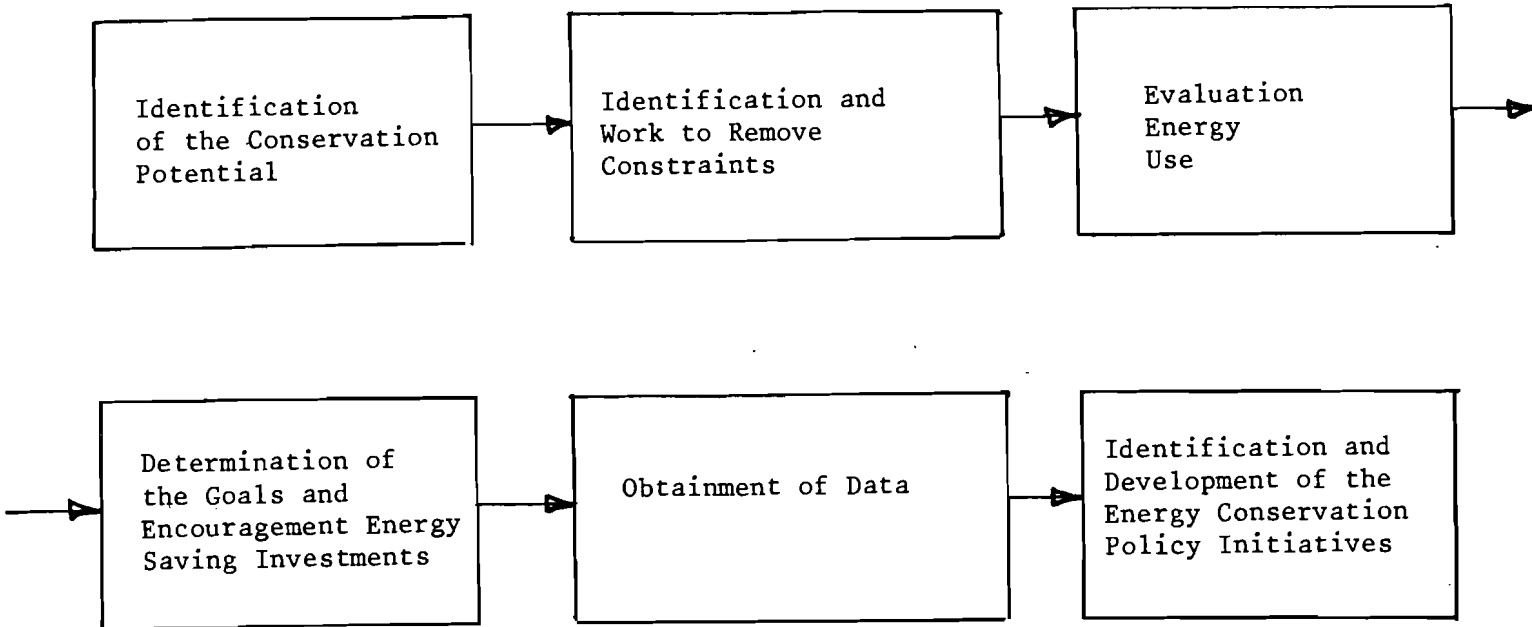 Identification
of the Conservation
Potential
Identification and
Work to Remove
Constraints
Evaluation
Energy
Use
Determination of
the Goals and
Encouragement Energy
Saving Investments
Obtainment of Data
Identification and
Development of the
Energy Conservation
Policy Initiatives